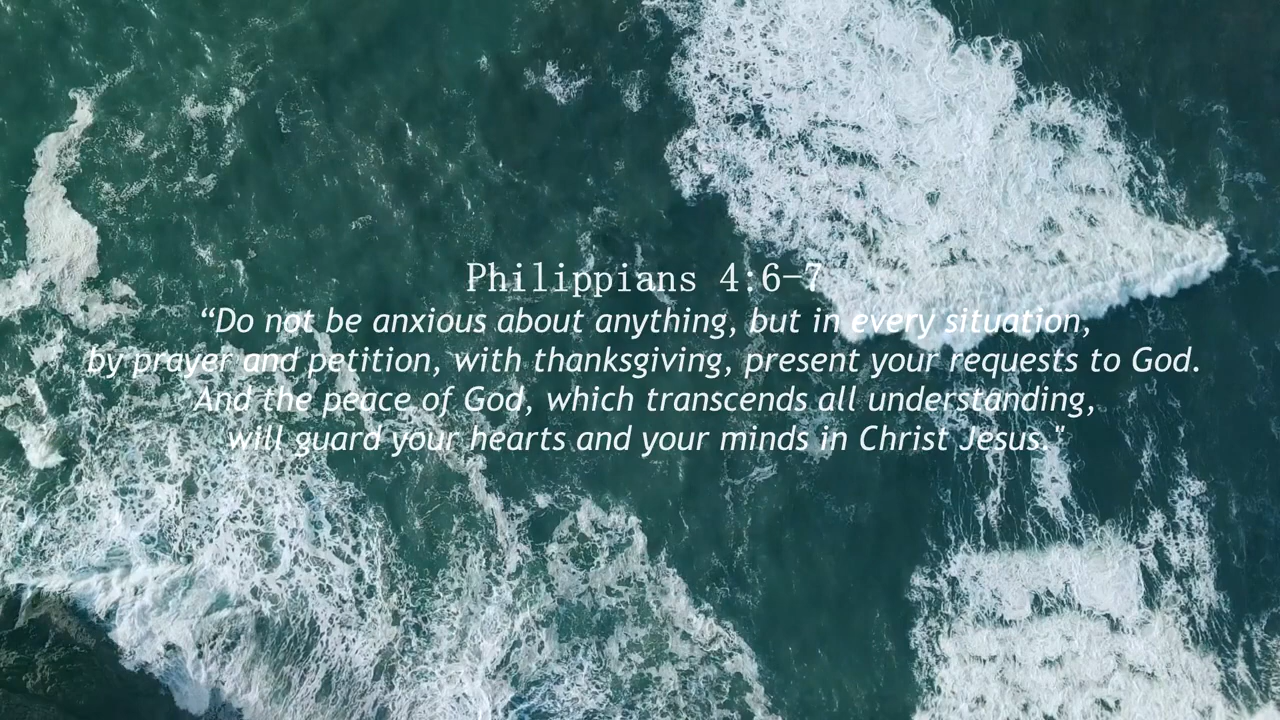 Philippians 4:6-7
“Do not be anxious about anything, but in every situation,
by prayer and petition, with thanksgiving, present your requests to God.
And the peace of God, which transcends all understanding,
will guard your hearts and your minds in Christ Jesus."